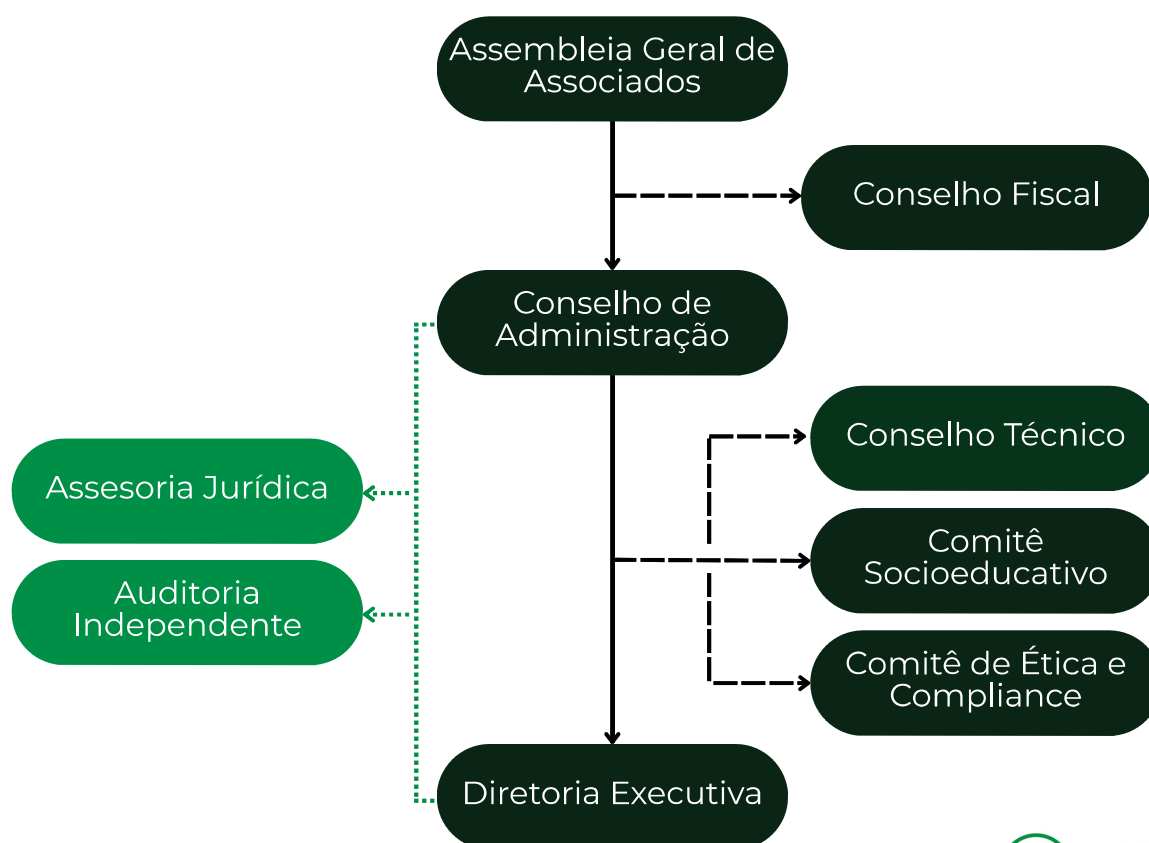 Assembleia Geral de
Associados
Conselho Fiscal
Conselho de
Administração
Conselho Técnico
Assesoria Jurídica
Comitê
Socioeducativo
Auditoria
Independente
Comitê de Ética e
Compliance
Diretoria Executiva